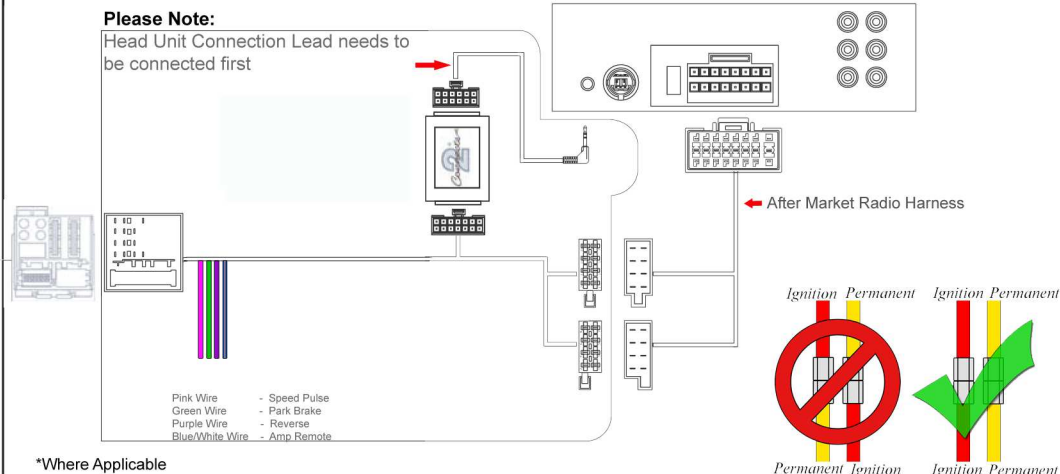 Please Note:
Head Unit Connection Lead needs to
be connected first
After Market Radio Harness
Ignition Permanent
Ignition Permanent
Pink Wire - Speed Pulse
Green Wire - Park Brake
Purple Wire - Reverse
Blue/White Wire - Amp Remote
Permanent Ignition
Ignition Permanent
*Where Applicable